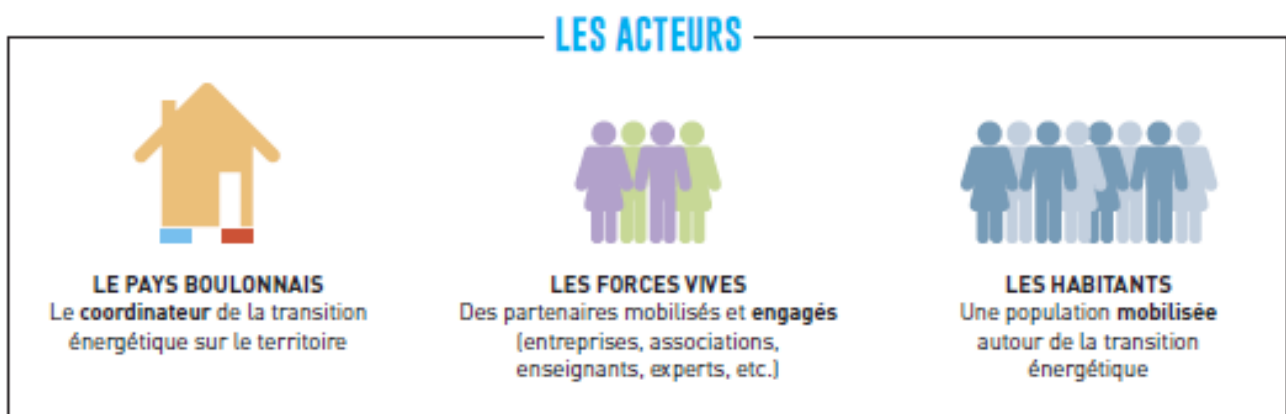 LES ACTEURS
LE PAYS BOULONNAIS
Le coordinateur de la transition
énergétique sur le territoire
LES FORCES VIVES
Des partenaires mobilisés et engagés
(entreprises, associations,
enseignants, experts, etc.)
LES HABITANTS
Une population mobilisée
autour de la transition
énergétique